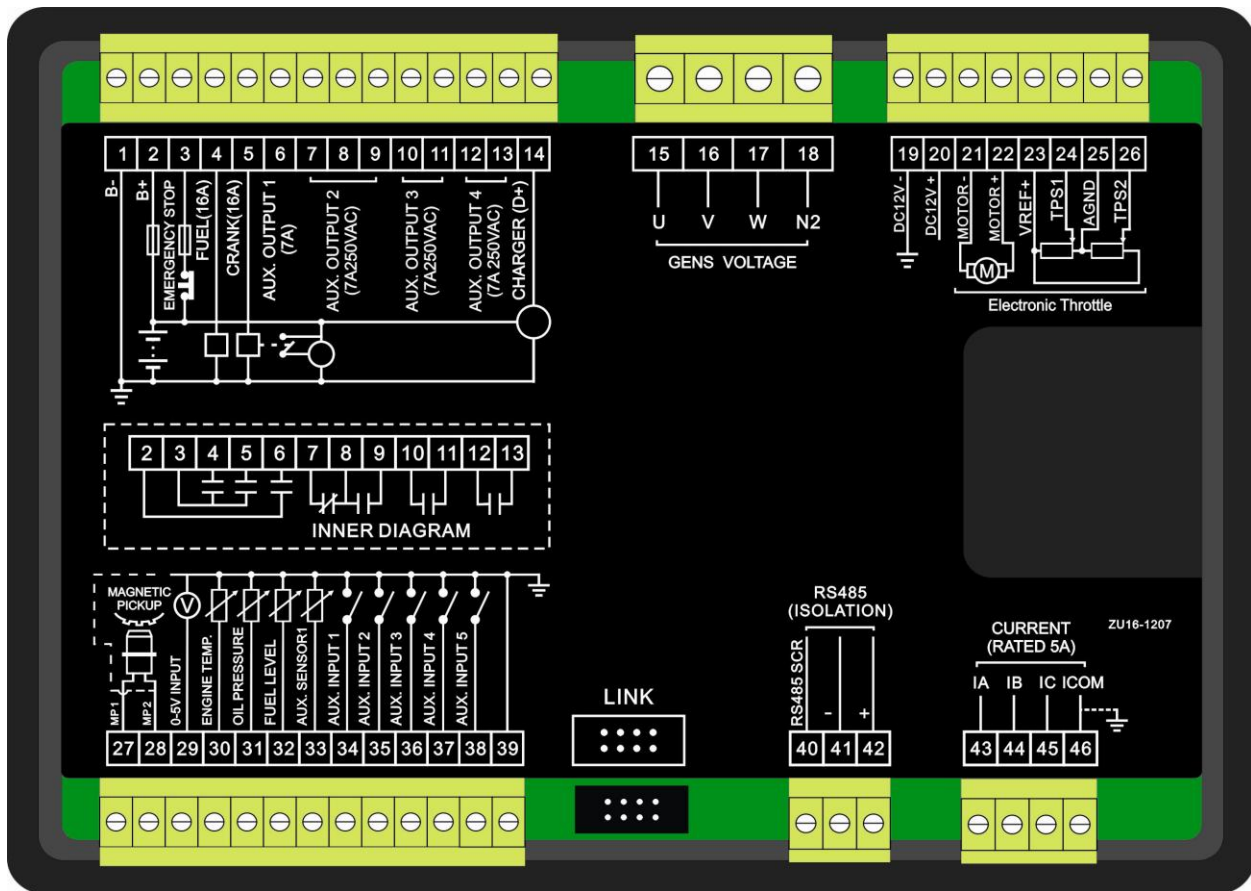 1 2 3 4 5 6 7 8 9 10 11 12 13 14
B-
B+
EMERGENCY STOP
FUEL(16A)
CRANK(16A)
AUX. OUTPUT 1
(7A)
AUX. OUTPUT 2
(7A250VAC)
AUX. OUTPUT 3
(7A250VAC)
AUX. OUTPUT 4
(7A 250VAC)
CHARGER (D+)
15 16 17 18
U V W N2
GENS VOLTAGE
19 20 21 22 23 24 25 26
DC12V-
DC12V+
MOTOR-
MOTOR+
VREF+
TPS1
AGND
TPS2
M
Electronic Throttle
2 3 4 5 6 7 8 9 10 11 12 13
INNER DIAGRAM
MAGNETIC
PICKUP
MP1
MP2
V
0-5V INPUT
ENGINE TEMP.
OIL PRESSURE
FUEL LEVEL
AUX. SENSOR1
AUX. INPUT 1
AUX. INPUT 2
AUX. INPUT 3
AUX. INPUT 4
AUX. INPUT 5
27 28 29 30 31 32 33 34 35 36 37 38 39
LINK
RS485
(ISOLATION)
RS485 SCR
- +
40 41 42
CURRENT
(RATED 5A)
ZU16-1207
IA IB IC ICOM
43 44 45 46